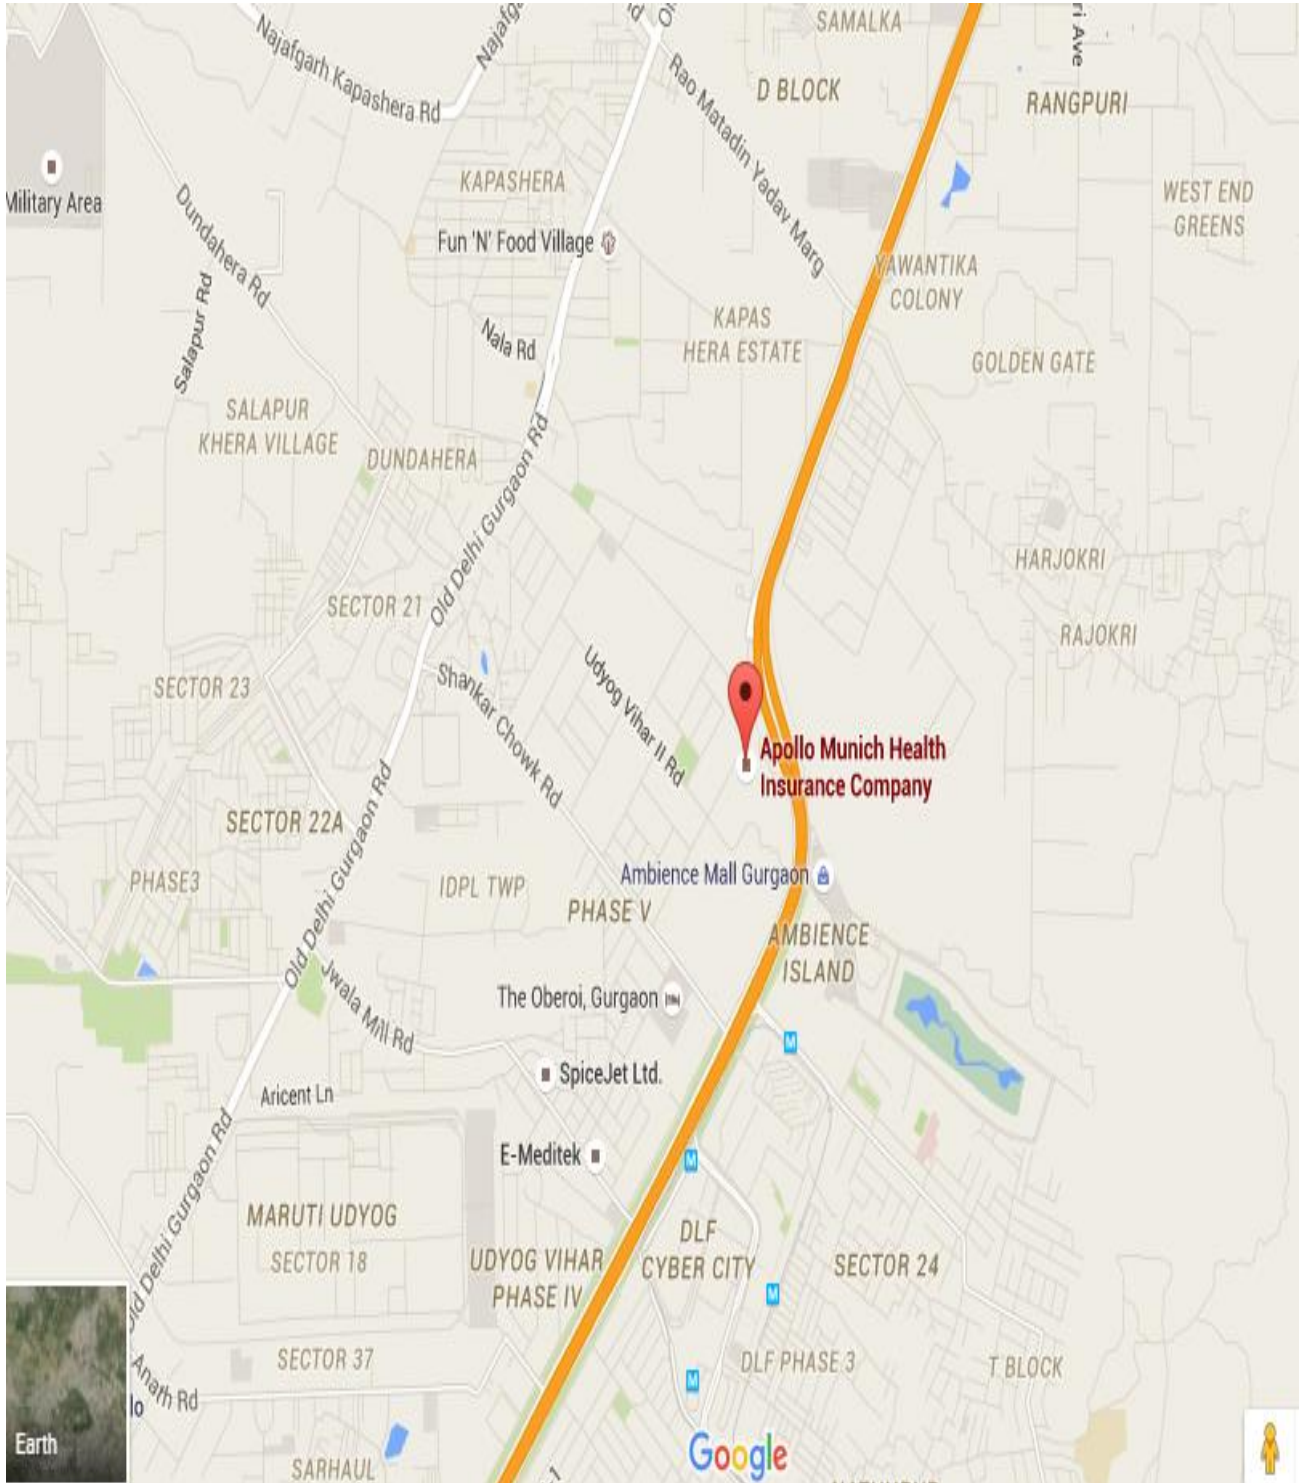 SAMALKA
Najafgarh Kapashera Rd
Rao Matadin Yadav Marg
D BLOCK
ri Ave
RANGPURI
Military Area
KAPASHERA
WEST END
GREENS
Dundahera Rd
Fun 'N' Food Village
YAWANTIKA
COLONY
Salapur Rd
Nala Rd
KAPAS
HERA ESTATE
GOLDEN GATE
SALAPUR
KHERA VILLAGE
DUNDAHERA
Old Delhi Gurgaon Rd
HARJOKRI
SECTOR 21
RAJOKRI
SECTOR 23
Shankar Chowk Rd
Udyog Vihar II Rd
Apollo Munich Health
Insurance Company
SECTOR 22A
Old Delhi Gurgaon Rd
PHASE3
IDPL TWP
Ambience Mall Gurgaon
PHASE V
AMBIENCE
ISLAND
Jwala Mill Rd
The Oberoi, Gurgaon
M
SpiceJet Ltd.
Aricent Ln
E-Meditek
M
Old Delhi Gurgaon Rd
MARUTI UDYOG
SECTOR 18
UDYOG VIHAR
PHASE IV
DLF
CYBER CITY
SECTOR 24
M
SECTOR 37
DLF PHASE 3
T BLOCK
M
Anath Rd
lo
Earth
Google
SARHAUL